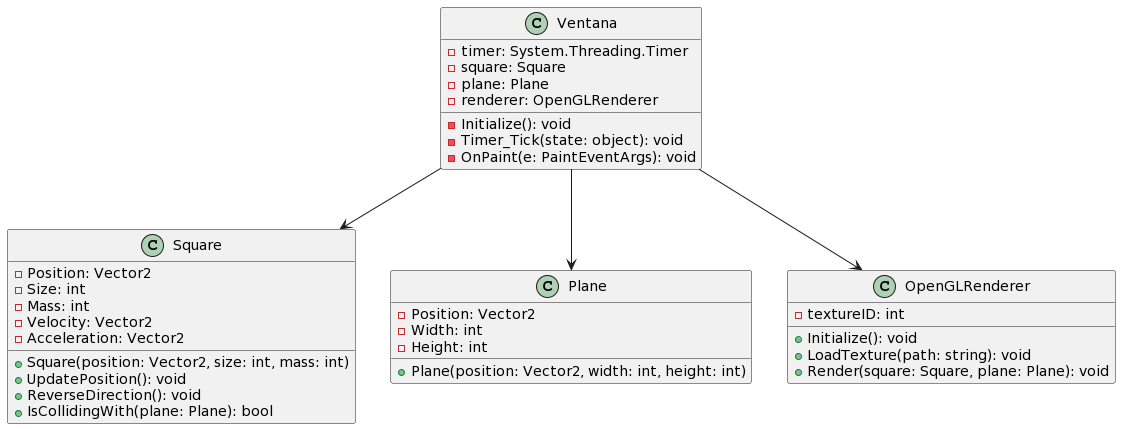 C Ventana
timer: System.Threading.Timer
square: Square
plane: Plane
renderer: OpenGLRenderer
Initialize(): void
Timer_Tick(state: object): void
OnPaint(e: PaintEventArgs): void
C Square
Position: Vector2
Size: int
Mass: int
Velocity: Vector2
Acceleration: Vector2
Square(position: Vector2, size: int, mass: int)
UpdatePosition(): void
ReverseDirection(): void
IsCollidingWith(plane: Plane): bool
C Plane
Position: Vector2
Width: int
Height: int
Plane(position: Vector2, width: int, height: int)
C OpenGLRenderer
textureID: int
Initialize(): void
LoadTexture(path: string): void
Render(square: Square, plane: Plane): void